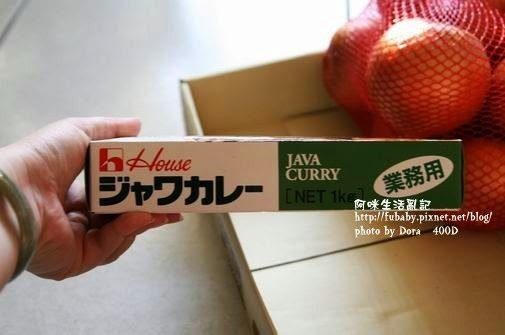 House
ジャワカレー
JAVA
CURRY
[NET 1kg]
業務用
阿咪生活亂記
http://fubaby.pixnet.net/blog/
photo by Dora 400D